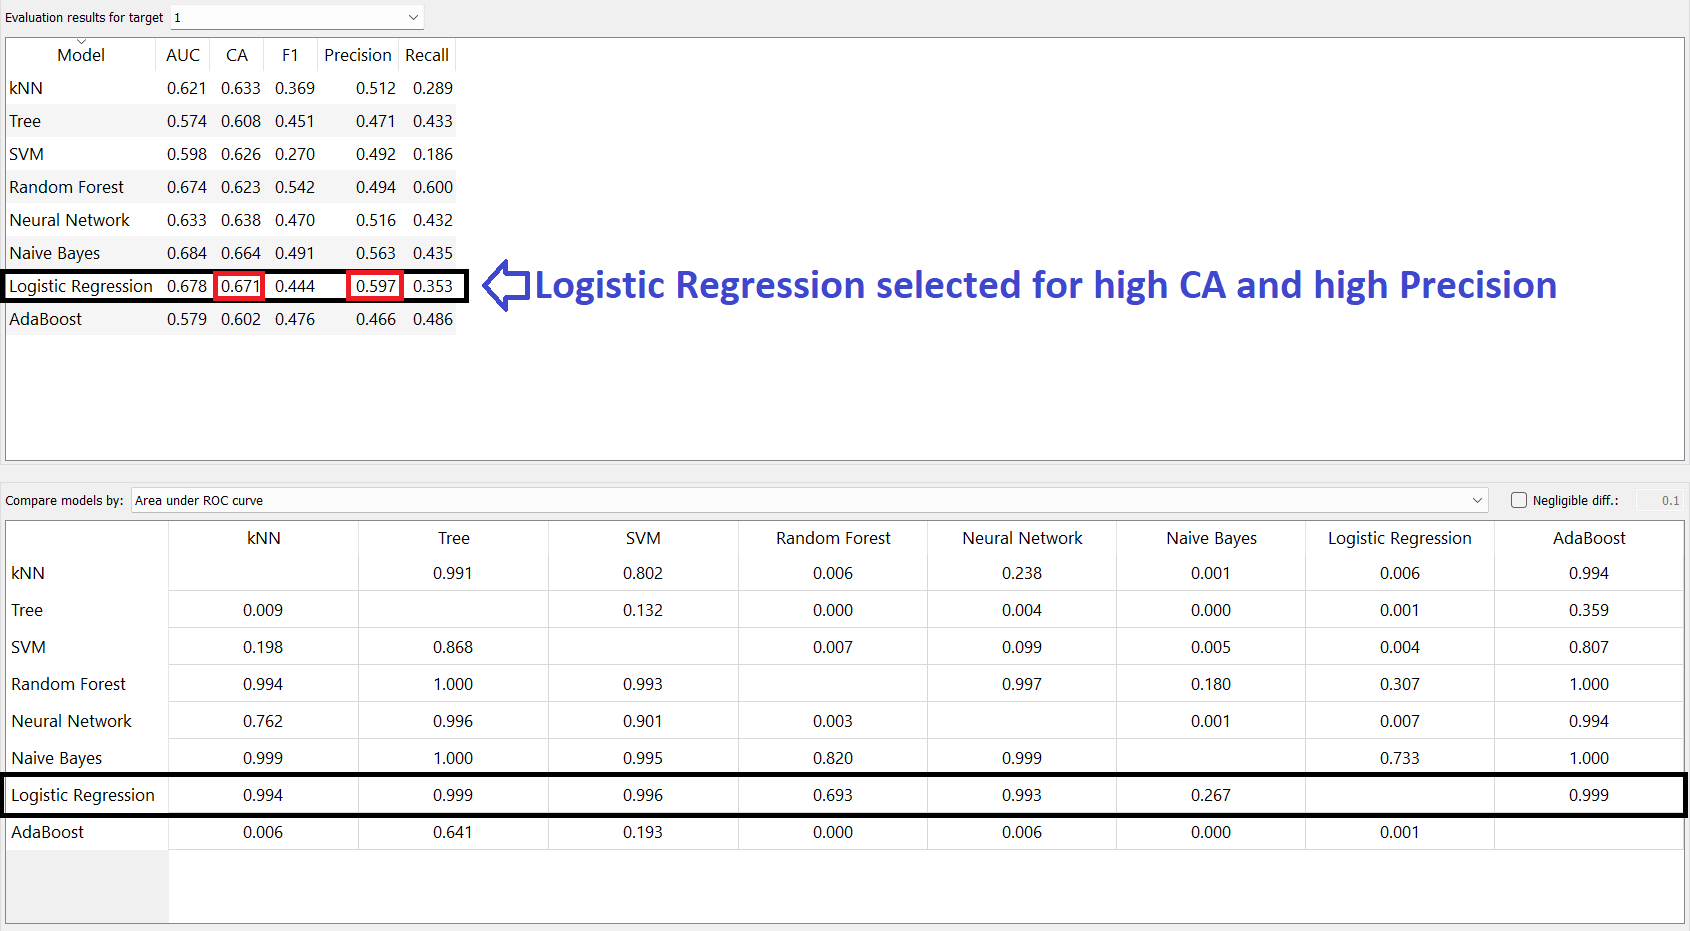 Evaluation results for target 1
Model AUC CA F1 Precision Recall
kNN 0.621 0.633 0.369 0.512 0.289
Tree 0.574 0.608 0.451 0.471 0.433
SVM 0.598 0.626 0.270 0.492 0.186
Random Forest 0.674 0.623 0.542 0.494 0.600
Neural Network 0.633 0.638 0.470 0.516 0.432
Naive Bayes 0.684 0.664 0.491 0.563 0.435
Logistic Regression 0.678 0.671 0.444 0.597 0.353 Logistic Regression selected for high CA and high Precision
AdaBoost 0.579 0.602 0.476 0.466 0.486
Compare models by: Area under ROC curve Negligible diff.: 0.1
kNN Tree SVM Random Forest Neural Network Naive Bayes Logistic Regression AdaBoost
kNN 0.991 0.802 0.006 0.238 0.001 0.006 0.994
Tree 0.009 0.132 0.000 0.004 0.000 0.001 0.359
SVM 0.198 0.868 0.007 0.099 0.005 0.004 0.807
Random Forest 0.994 1.000 0.993 0.997 0.180 0.307 1.000
Neural Network 0.762 0.996 0.901 0.003 0.001 0.007 0.994
Naive Bayes 0.999 1.000 0.995 0.820 0.999 0.733 1.000
Logistic Regression 0.994 0.999 0.996 0.693 0.993 0.267 0.999
AdaBoost 0.006 0.641 0.193 0.000 0.006 0.000 0.001